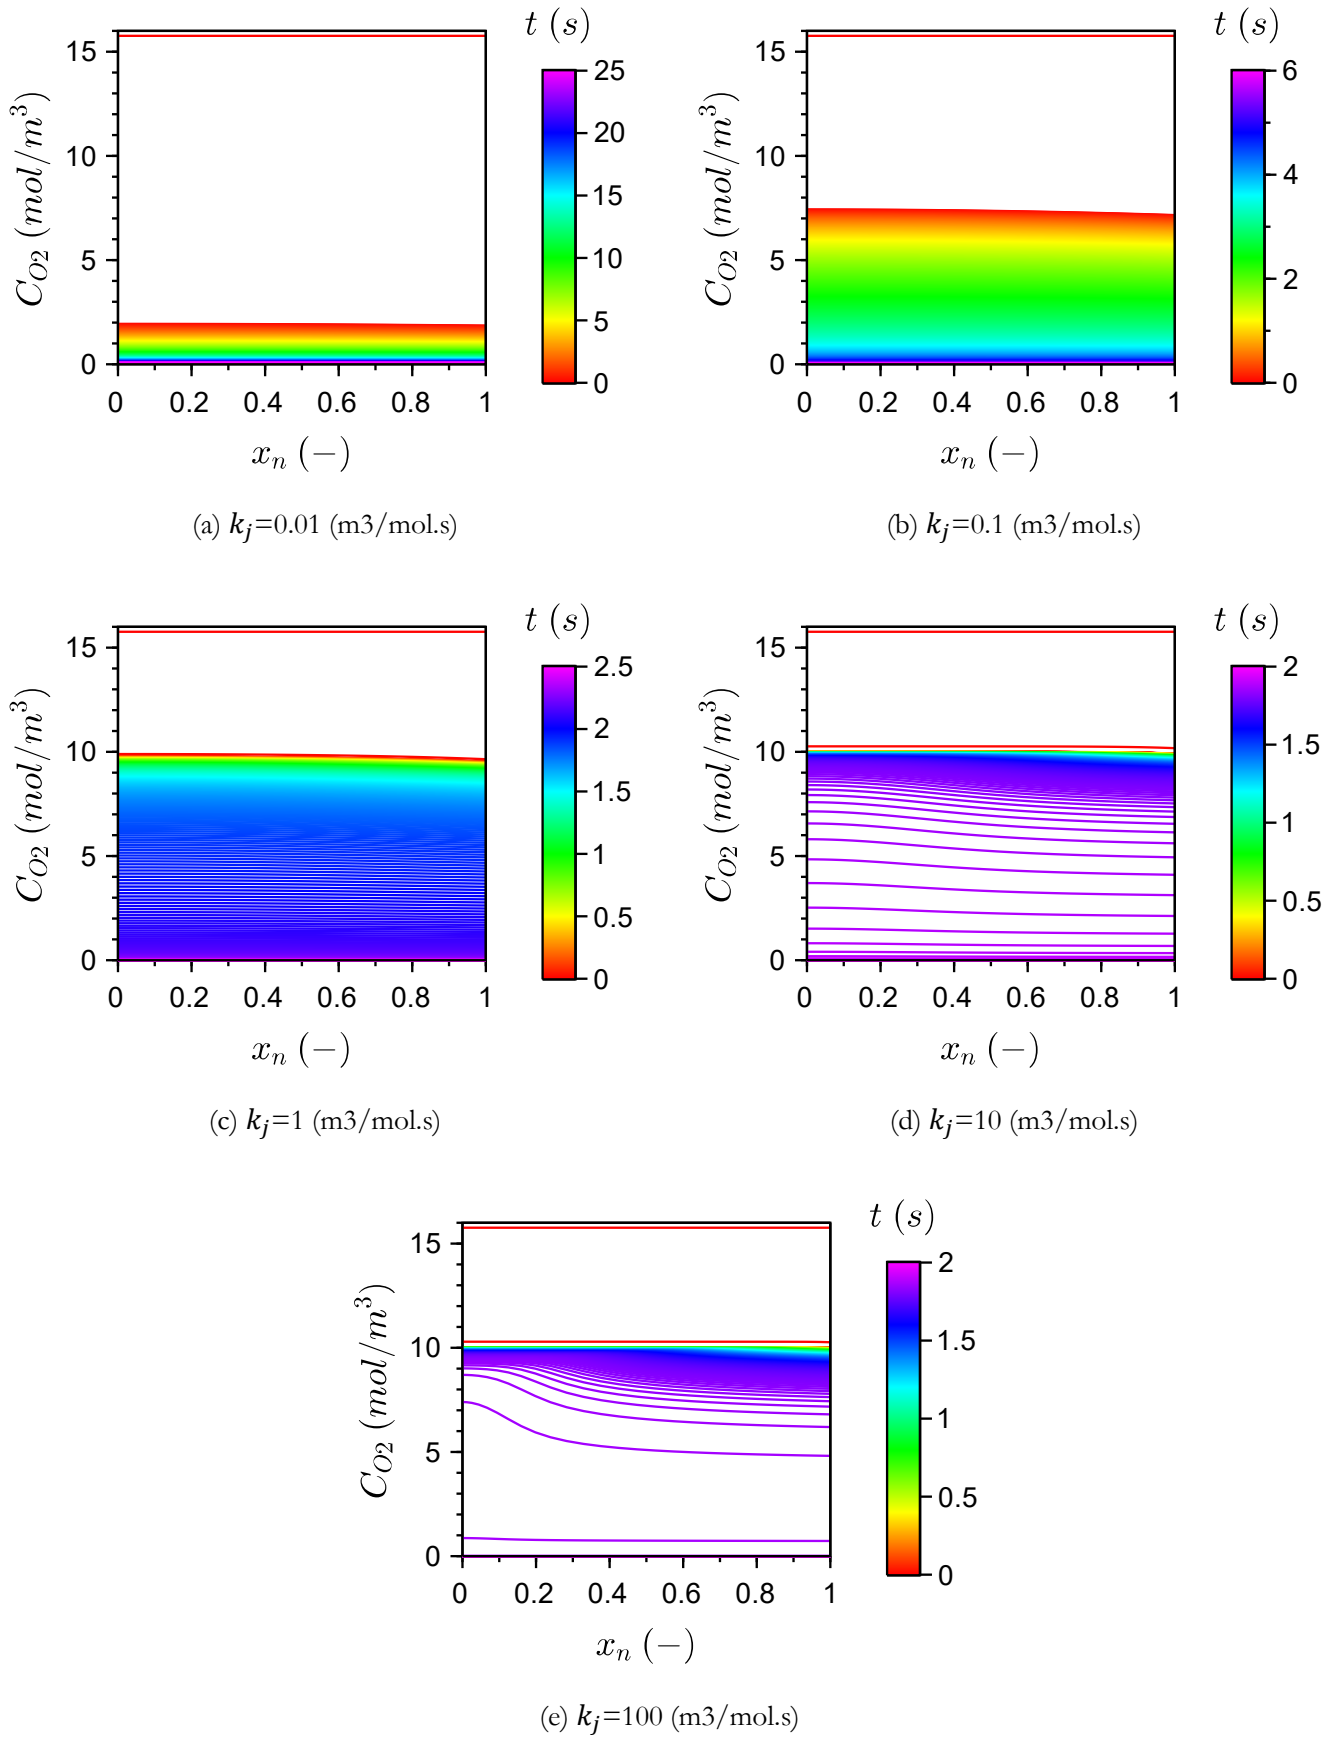 t (s)
t (s)
C_{O2} (mol/m^3)
15
10
5
0
0 0.2 0.4 0.6 0.8 1
x_n (−)
25
20
15
10
5
0
C_{O2} (mol/m^3)
15
10
5
0
0 0.2 0.4 0.6 0.8 1
x_n (−)
6
4
2
0
(a) k_j=0.01 (m3/mol.s)
(b) k_j=0.1 (m3/mol.s)
t (s)
t (s)
C_{O2} (mol/m^3)
15
10
5
0
0 0.2 0.4 0.6 0.8 1
x_n (−)
2.5
2
1.5
1
0.5
0
C_{O2} (mol/m^3)
15
10
5
0
0 0.2 0.4 0.6 0.8 1
x_n (−)
2
1.5
1
0.5
0
(c) k_j=1 (m3/mol.s)
(d) k_j=10 (m3/mol.s)
t (s)
C_{O2} (mol/m^3)
15
10
5
0
0 0.2 0.4 0.6 0.8 1
x_n (−)
2
1.5
1
0.5
0
(e) k_j=100 (m3/mol.s)